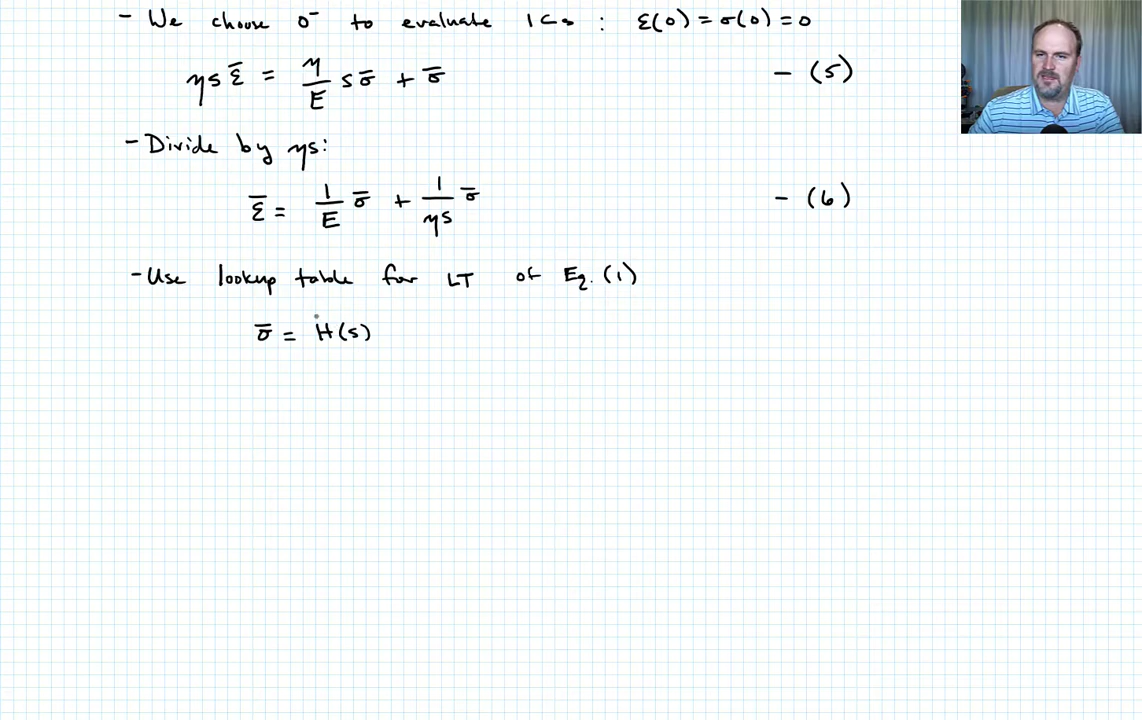 - We choose 0⁻ to evaluate ICs : ε(0) = σ(0) = 0
ηs ε̅ = η/E s σ̅ + σ̅ - (5)
- Divide by ηs:
ε̅ = 1/E σ̅ + 1/ηs σ̅ - (6)
- Use lookup table for LT of Eq. (1)
σ̅ = H(s)